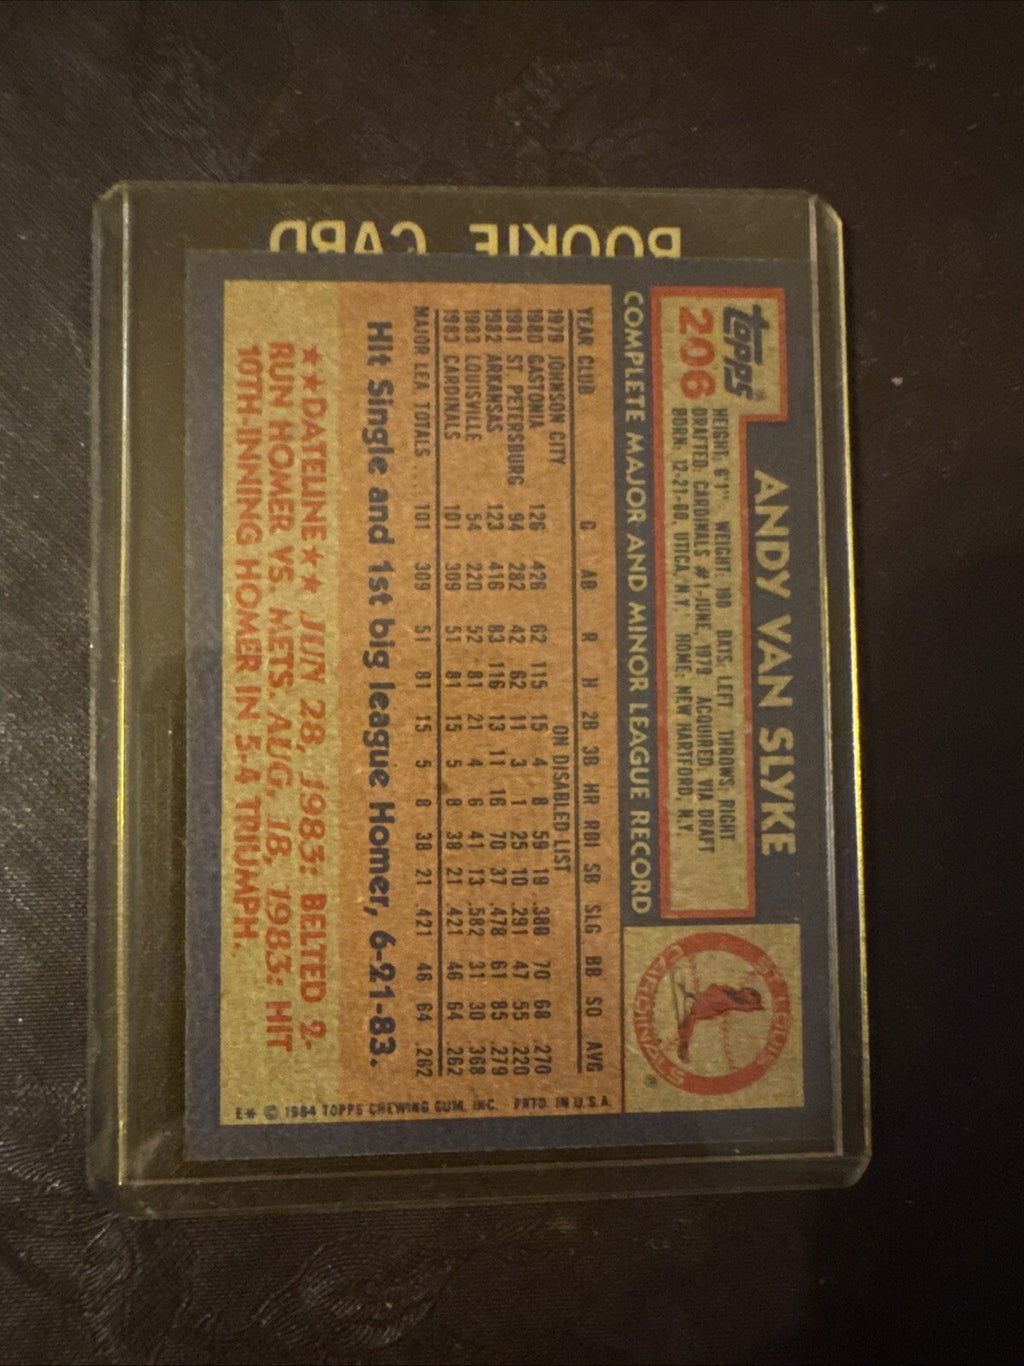 ROOKIE CARD
topps®
206
ANDY VAN SLYKE
HEIGHT: 6'1" WEIGHT: 190 BATS: LEFT THROWS: RIGHT
DRAFTED: CARDINALS #1-JUNE, 1979 ACQUIRED: VIA DRAFT
BORN: 12-21-60, UTICA, N.Y. HOME: NEW HARTFORD, N.Y.
ST. LOUIS CARDINALS ®
COMPLETE MAJOR AND MINOR LEAGUE RECORD
YEAR CLUB G AB R H 2B 3B HR RBI SB SLG BB SO AVG
1979 JOHNSON CITY ON DISABLED LIST
1980 GASTONIA 126 426 62 115 15 4 8 59 19 .380 70 68 .270
1981 ST. PETERSBURG 94 282 42 62 11 3 1 25 10 .291 47 55 .220
1982 ARKANSAS 123 416 83 116 13 11 16 70 37 .478 61 85 .279
1983 LOUISVILLE 54 220 52 81 21 4 6 41 13 .582 31 30 .368
1983 CARDINALS 101 309 51 81 15 5 8 38 21 .421 46 64 .262
MAJOR LEA. TOTALS ... 101 309 51 81 15 5 8 38 21 .421 46 64 .262
Hit Single and 1st big league Homer, 6-21-83.
★★DATELINE★★ JUN 28, 1983: BELTED 2-
RUN HOMER VS. METS. AUG. 18, 1983: HIT
10TH-INNING HOMER IN 5-4 TRIUMPH.
E* © 1984 TOPPS CHEWING GUM, INC. PRTD. IN U.S.A.